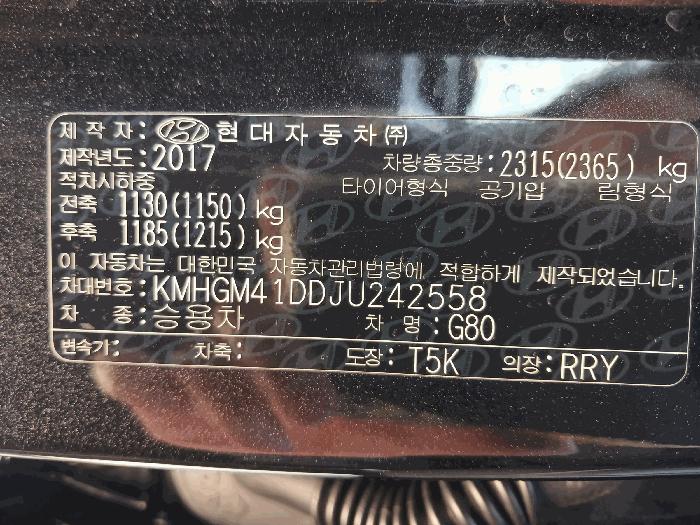 제 작 자 : 현 대 자 동 차 ㈜
제작년도 : 2017 차량총중량 : 2315(2365) kg
적차시하중 타이어형식 공기압 림형식
전축 1130(1150) kg
후축 1185(1215) kg
이 자동차는 대한민국 자동차관리법령에 적합하게 제작되었습니다.
차대번호 : KMHGM41DDJU242558
차 종 : 승용차 차 명 : G80
변속기 : 차축 : 도장 : T5K 의장 : RRY